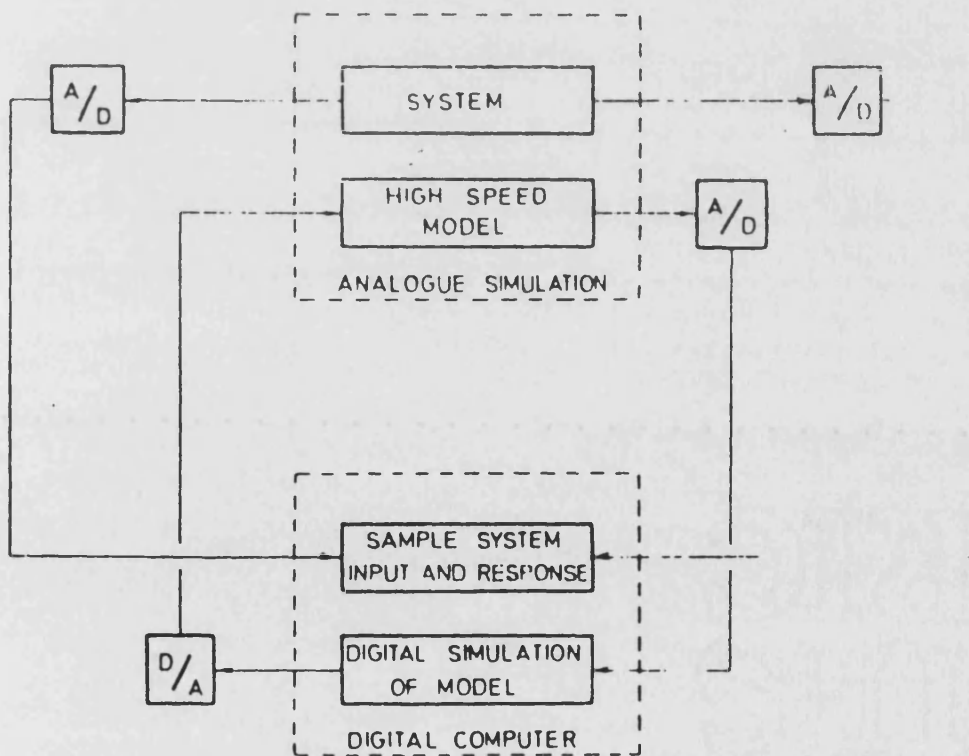 A/D
SYSTEM
A/D
HIGH SPEED
MODEL
A/D
ANALOGUE SIMULATION
SAMPLE SYSTEM
INPUT AND RESPONSE
D/A
DIGITAL SIMULATION
OF MODEL
DIGITAL COMPUTER